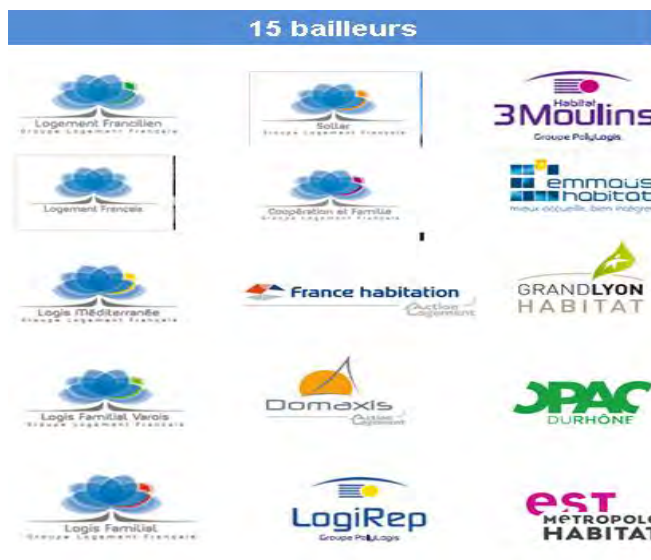 15 bailleurs
Logement Francilien
Groupe Logement Français
Sollar
Groupe Logement Français
Habitat
3Moulins
Groupe PolyLogis
Logement Français
Coopération et Famille
Groupe Logement Français
emmaüs
habitat
mieux accueillir, bien intégrer
Logis Méditerranée
Groupe Logement Français
France habitation
Action
Logement
GRANDLYON
HABITAT
Logis Familial Varois
Groupe Logement Français
Domaxis
Action
Logement
OPAC
DURHÔNE
Logis Familial
Groupe Logement Français
LogiRep
Groupe PolyLogis
est
MéTROPOLE
HABITAT